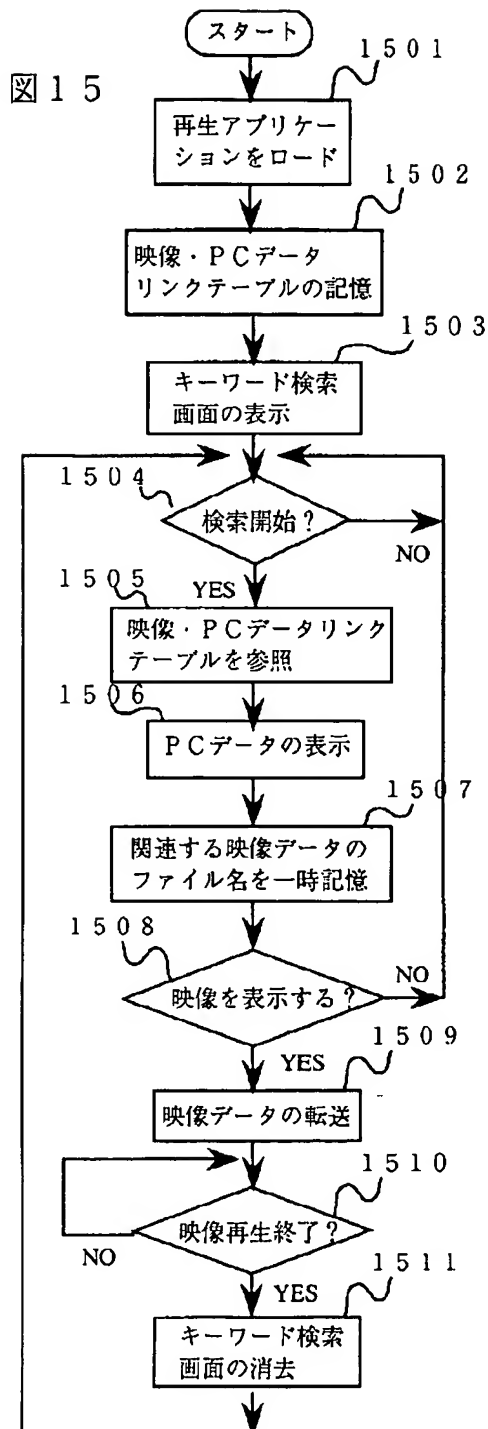 図１５
スタート
１５０１
再生アプリケー
ションをロード
１５０２
映像・ＰＣデータ
リンクテーブルの記憶
１５０３
キーワード検索
画面の表示
１５０４
検索開始？
NO
YES
１５０５
映像・ＰＣデータリンク
テーブルを参照
１５０６
ＰＣデータの表示
１５０７
関連する映像データの
ファイル名を一時記憶
１５０８
映像を表示する？
NO
YES
１５０９
映像データの転送
１５１０
映像再生終了？
NO
YES
１５１１
キーワード検索
画面の消去